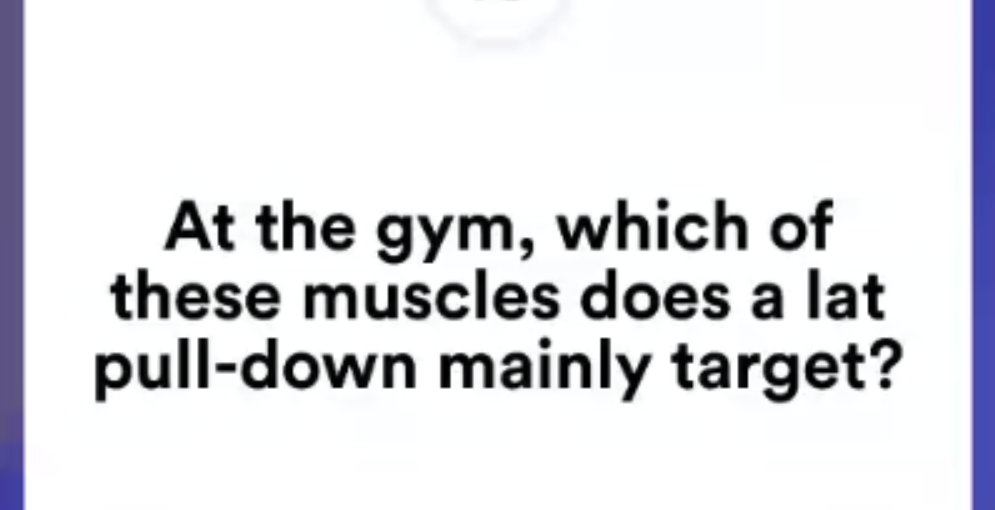 At the gym, which of
these muscles does a lat
pull-down mainly target?